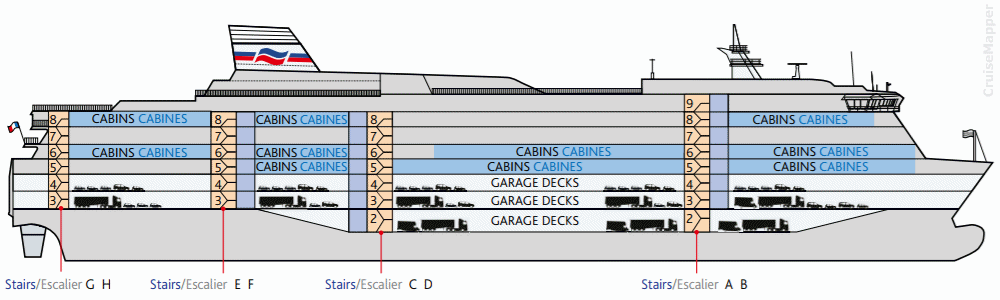 CruiseMapper
9
8 CABINS CABINES 8 CABINS CABINES 8 8 CABINS CABINES
7 7 7 7
6 CABINS CABINES 6 CABINS CABINES 6 CABINS CABINES 6 CABINS CABINES
5 5 CABINS CABINES 5 CABINS CABINES 5 CABINS CABINES
4 4 4 GARAGE DECKS 4
3 3 3 GARAGE DECKS 3
2 GARAGE DECKS 2
Stairs/Escalier G H Stairs/Escalier E F Stairs/Escalier C D Stairs/Escalier A B